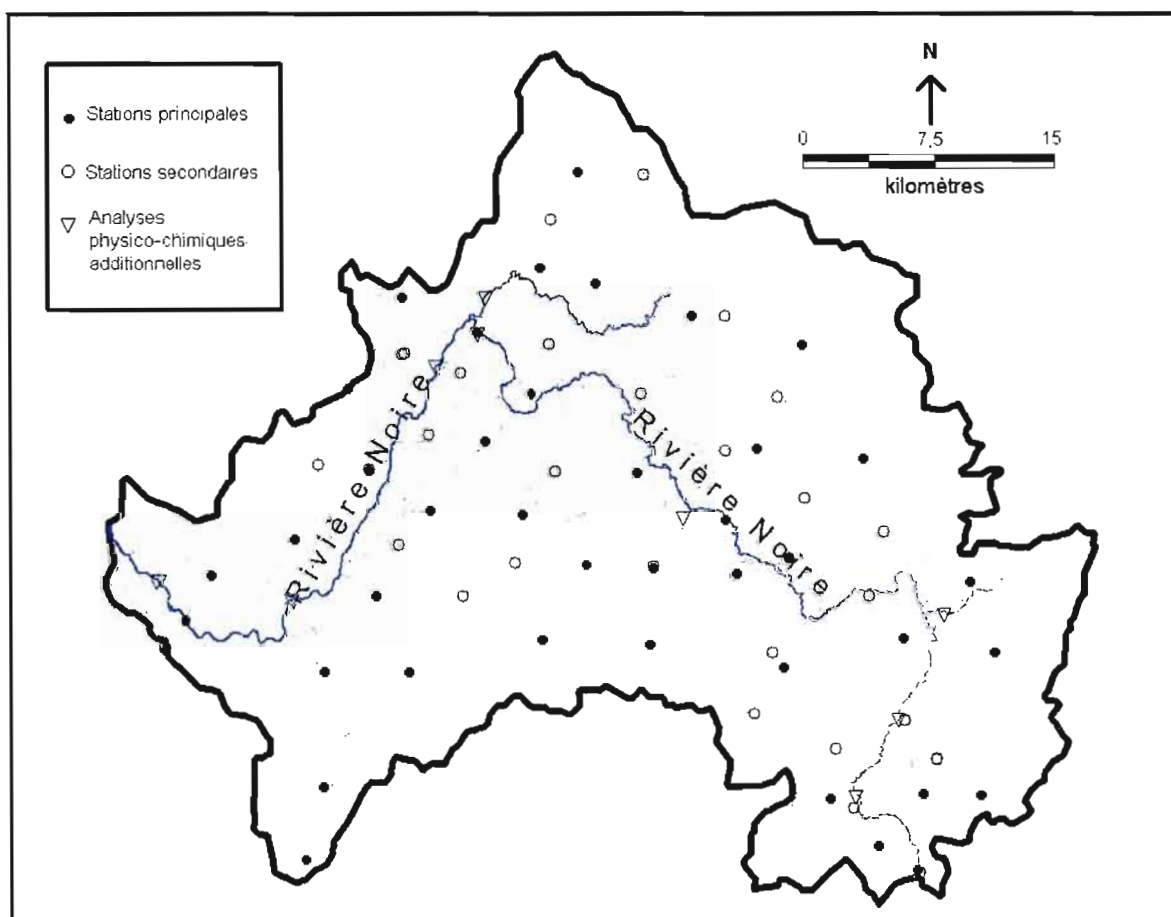 Stations principales
Stations secondaires
Analyses
physico-chimiques
additionnelles
N
0 7,5 15
kilomètres
Rivière Noire
Rivière Noire